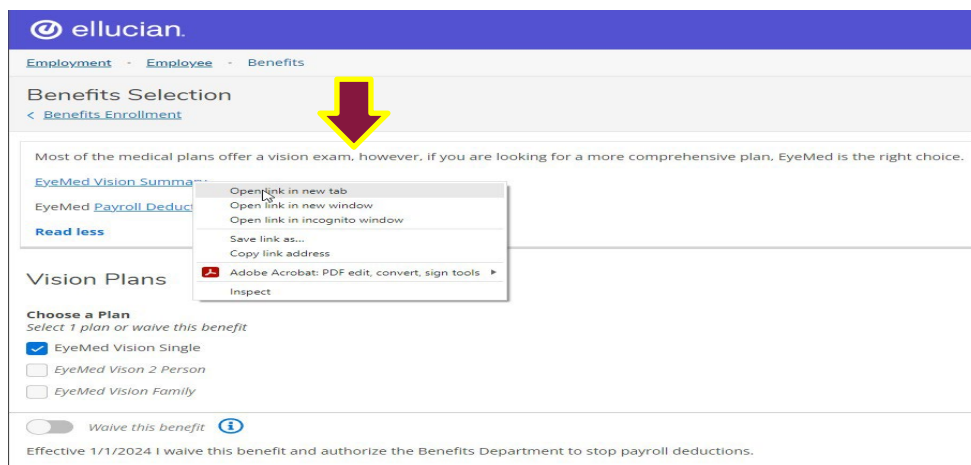 ellucian.
Employment - Employee - Benefits
Benefits Selection
< Benefits Enrollment
Most of the medical plans offer a vision exam, however, if you are looking for a more comprehensive plan, EyeMed is the right choice.
EyeMed Vision Summary
EyeMed Payroll Deduct
Read less
Open link in new tab
Open link in new window
Open link in incognito window
Save link as...
Copy link address
Adobe Acrobat: PDF edit, convert, sign tools
Inspect
Vision Plans
Choose a Plan
Select 1 plan or waive this benefit
EyeMed Vision Single
EyeMed Vison 2 Person
EyeMed Vision Family
Waive this benefit
Effective 1/1/2024 I waive this benefit and authorize the Benefits Department to stop payroll deductions.